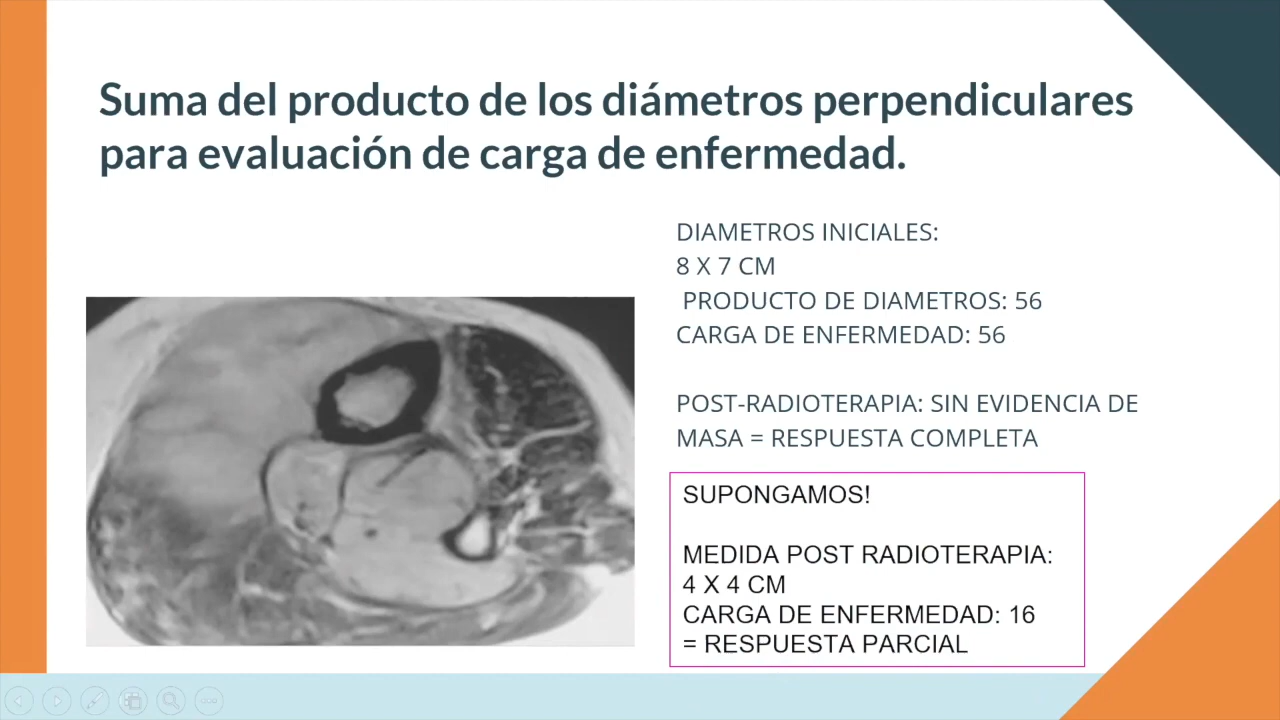 Suma del producto de los diámetros perpendiculares
para evaluación de carga de enfermedad.
DIAMETROS INICIALES:
8 X 7 CM
PRODUCTO DE DIAMETROS: 56
CARGA DE ENFERMEDAD: 56
POST-RADIOTERAPIA: SIN EVIDENCIA DE
MASA = RESPUESTA COMPLETA
SUPONGAMOS!
MEDIDA POST RADIOTERAPIA:
4 X 4 CM
CARGA DE ENFERMEDAD: 16
= RESPUESTA PARCIAL